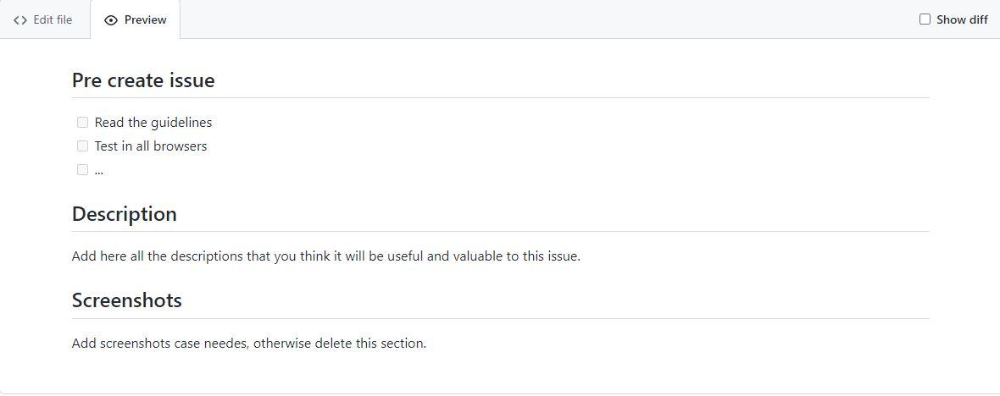 Edit file
Preview
Show diff
Pre create issue
Read the guidelines
Test in all browsers
...
Description
Add here all the descriptions that you think it will be useful and valuable to this issue.
Screenshots
Add screenshots case needes, otherwise delete this section.